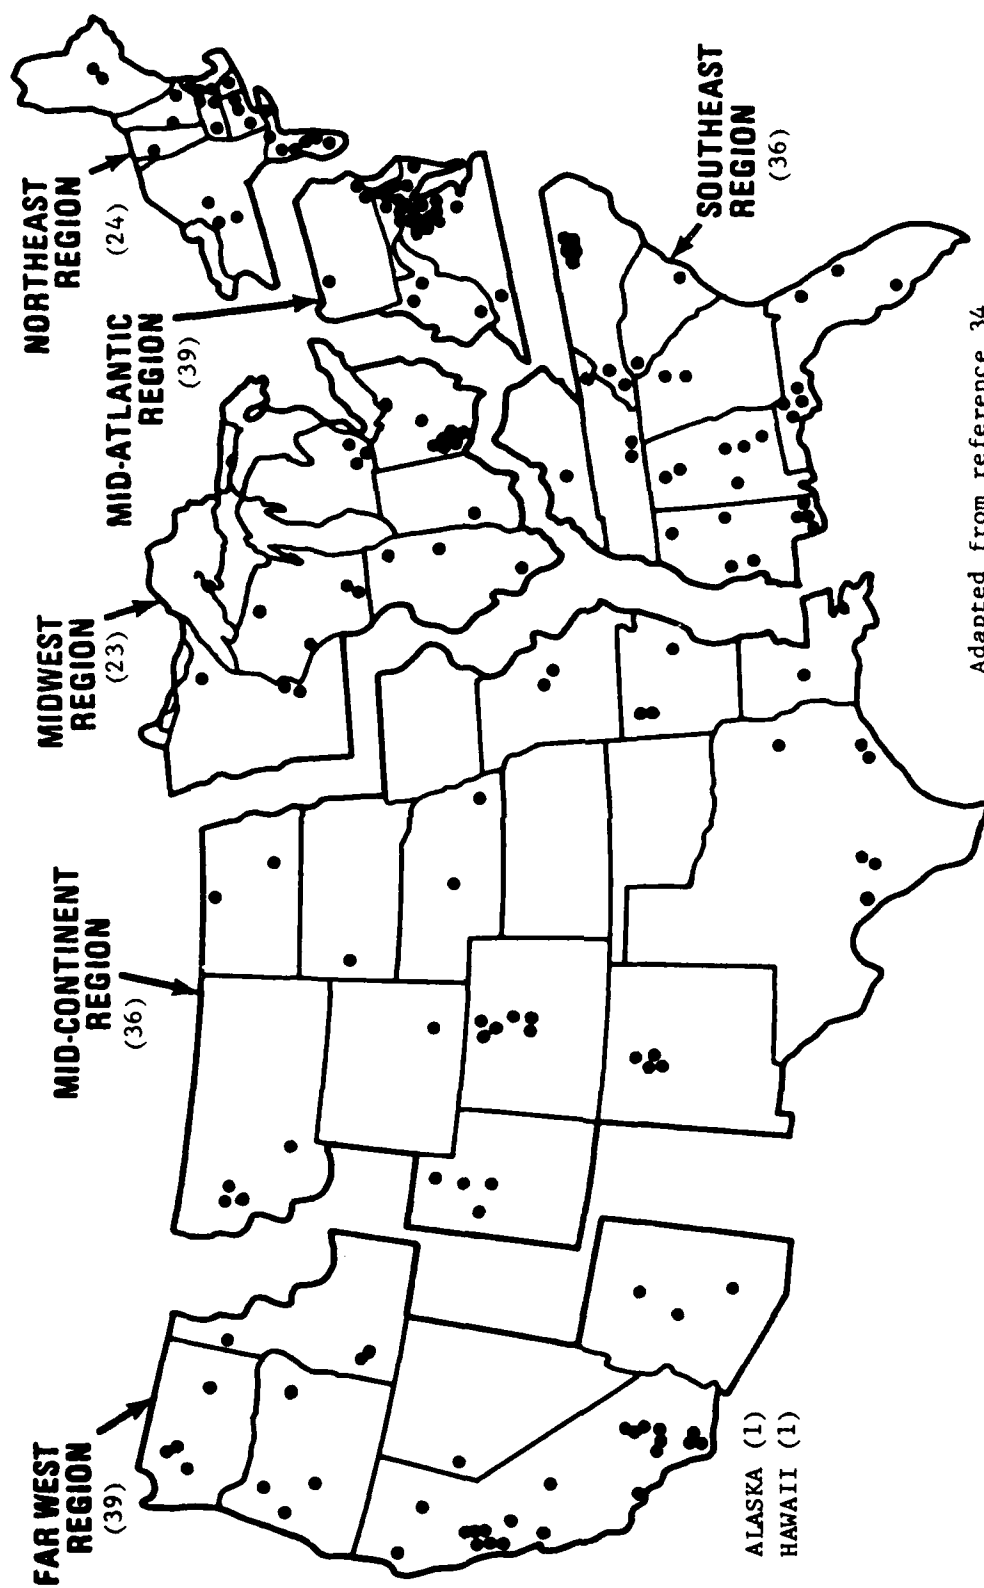 FAR WEST
REGION
(39)
MID-CONTINENT
REGION
(36)
MIDWEST
REGION
(23)
MID-ATLANTIC
REGION
(39)
NORTHEAST
REGION
(24)
SOUTHEAST
REGION
(36)
ALASKA (1)
HAWAII (1)
Adapted from reference 34